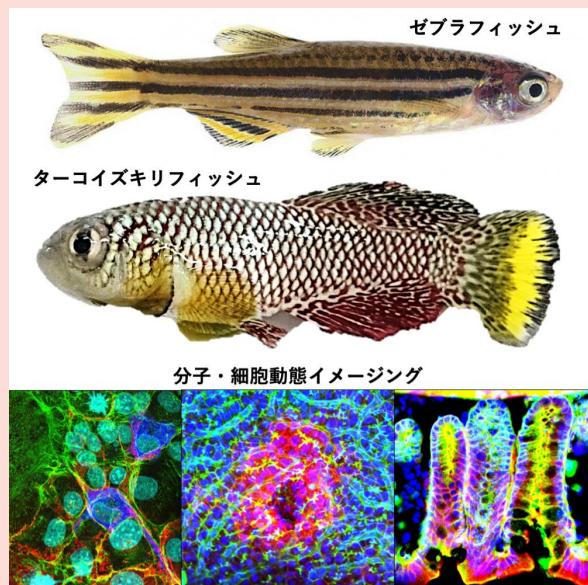 ゼブラフィッシュ
ターコイズキリフィッシュ
分子・細胞動態イメージング